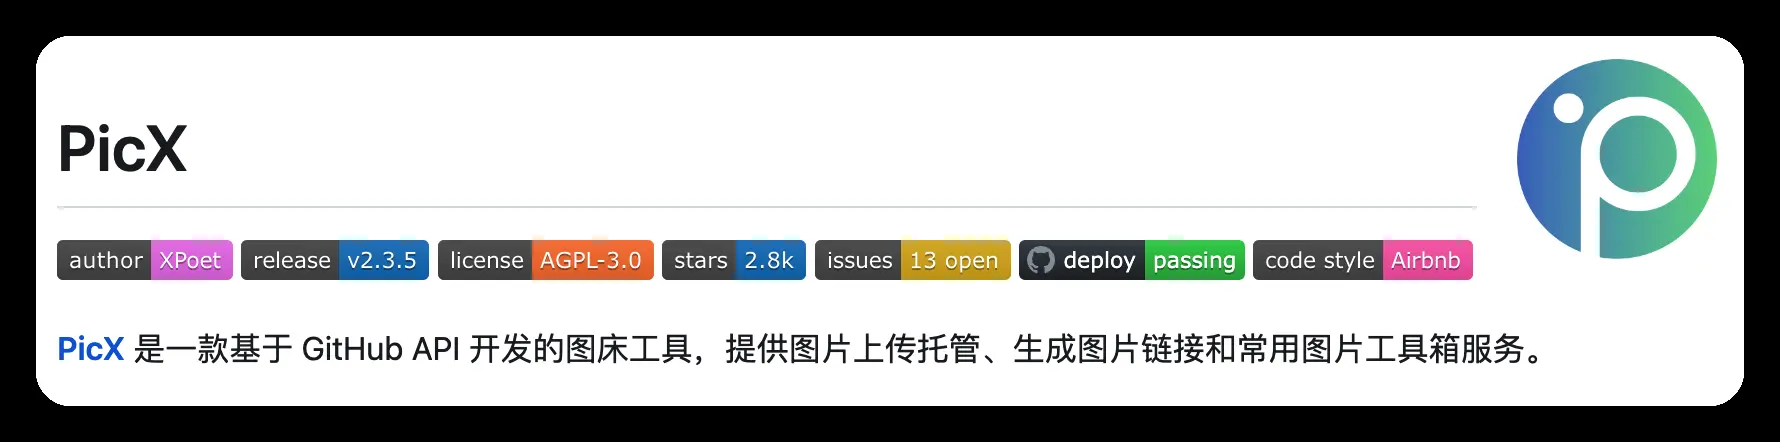 PicX
author XPoet release v2.3.5 license AGPL-3.0 stars 2.8k issues 13 open deploy passing code style Airbnb
PicX 是一款基于 GitHub API 开发的图床工具，提供图片上传托管、生成图片链接和常用图片工具箱服务。